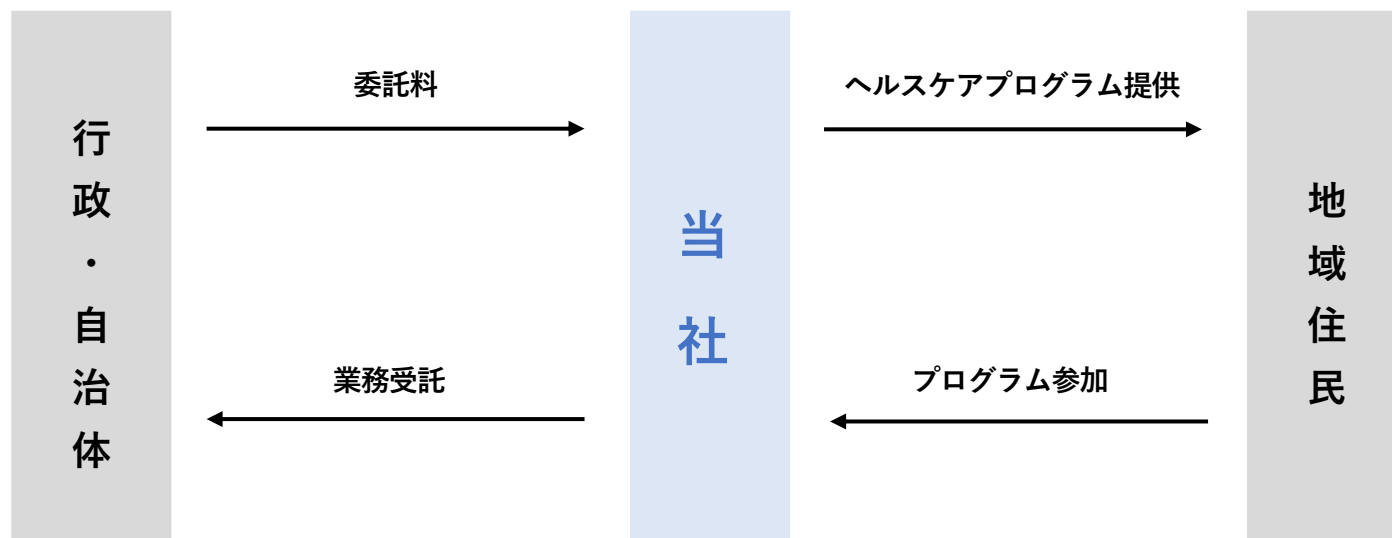 行政・自治体
委託料
業務受託
当社
ヘルスケアプログラム提供
プログラム参加
地域住民